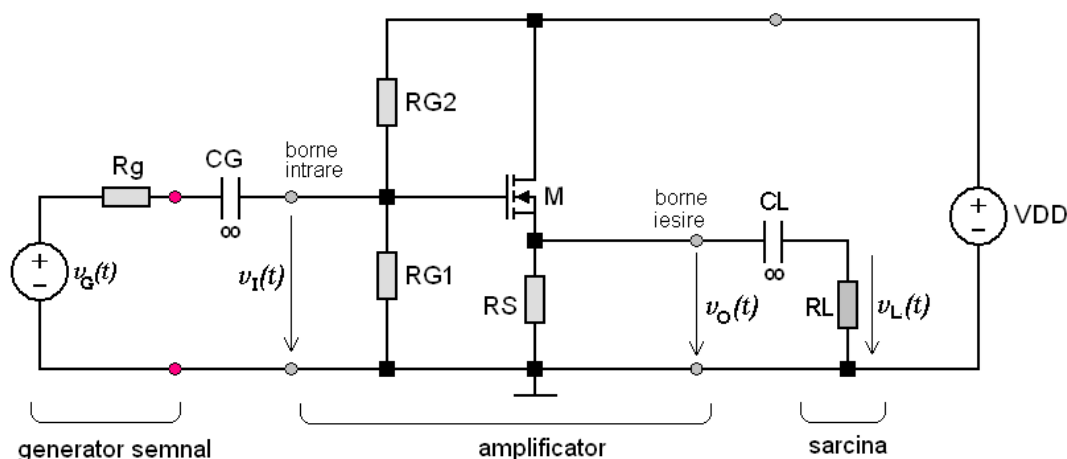 RG2
borne
intrare
CG
Rg
∞
M
borne
iesire
CL
∞
VDD
+
−
+
−
v_G(t)
v_I(t)
RG1
RS
v_O(t)
RL
v_L(t)
generator semnal
amplificator
sarcina